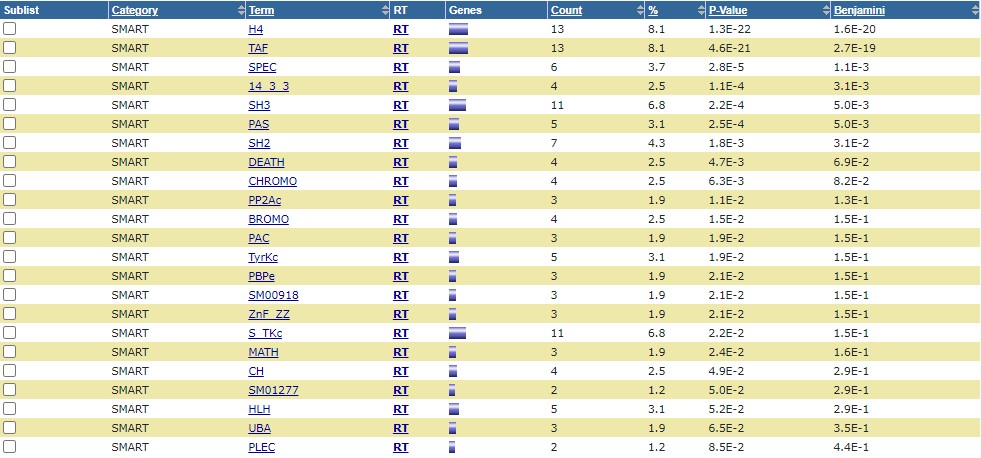 Sublist Category Term RT Genes Count % P-Value Benjamini
SMART H4 RT 13 8.1 1.3E-22 1.6E-20
SMART TAF RT 13 8.1 4.6E-21 2.7E-19
SMART SPEC RT 6 3.7 2.8E-5 1.1E-3
SMART 14_3_3 RT 4 2.5 1.1E-4 3.1E-3
SMART SH3 RT 11 6.8 2.2E-4 5.0E-3
SMART PAS RT 5 3.1 2.5E-4 5.0E-3
SMART SH2 RT 7 4.3 1.8E-3 3.1E-2
SMART DEATH RT 4 2.5 4.7E-3 6.9E-2
SMART CHROMO RT 4 2.5 6.3E-3 8.2E-2
SMART PP2Ac RT 3 1.9 1.1E-2 1.3E-1
SMART BROMO RT 4 2.5 1.5E-2 1.5E-1
SMART PAC RT 3 1.9 1.9E-2 1.5E-1
SMART TyrKc RT 5 3.1 1.9E-2 1.5E-1
SMART PBPe RT 3 1.9 2.1E-2 1.5E-1
SMART SM00918 RT 3 1.9 2.1E-2 1.5E-1
SMART ZnF_ZZ RT 3 1.9 2.1E-2 1.5E-1
SMART S_TKc RT 11 6.8 2.2E-2 1.5E-1
SMART MATH RT 3 1.9 2.4E-2 1.6E-1
SMART CH RT 4 2.5 4.9E-2 2.9E-1
SMART SM01277 RT 2 1.2 5.0E-2 2.9E-1
SMART HLH RT 5 3.1 5.2E-2 2.9E-1
SMART UBA RT 3 1.9 6.5E-2 3.5E-1
SMART PLEC RT 2 1.2 8.5E-2 4.4E-1